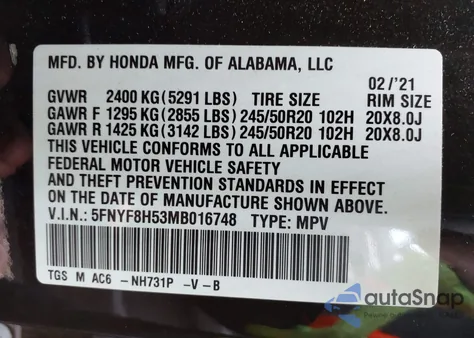 MFD. BY HONDA MFG. OF ALABAMA, LLC
02/'21
GVWR 2400 KG (5291 LBS) TIRE SIZE RIM SIZE
GAWR F 1295 KG (2855 LBS) 245/50R20 102H 20X8.0J
GAWR R 1425 KG (3142 LBS) 245/50R20 102H 20X8.0J
THIS VEHICLE CONFORMS TO ALL APPLICABLE
FEDERAL MOTOR VEHICLE SAFETY
AND THEFT PREVENTION STANDARDS IN EFFECT
ON THE DATE OF MANUFACTURE SHOWN ABOVE.
V.I.N.: 5FNYF8H53MB016748 TYPE: MPV
TGS M AC6 -NH731P -V -B
autaSnap